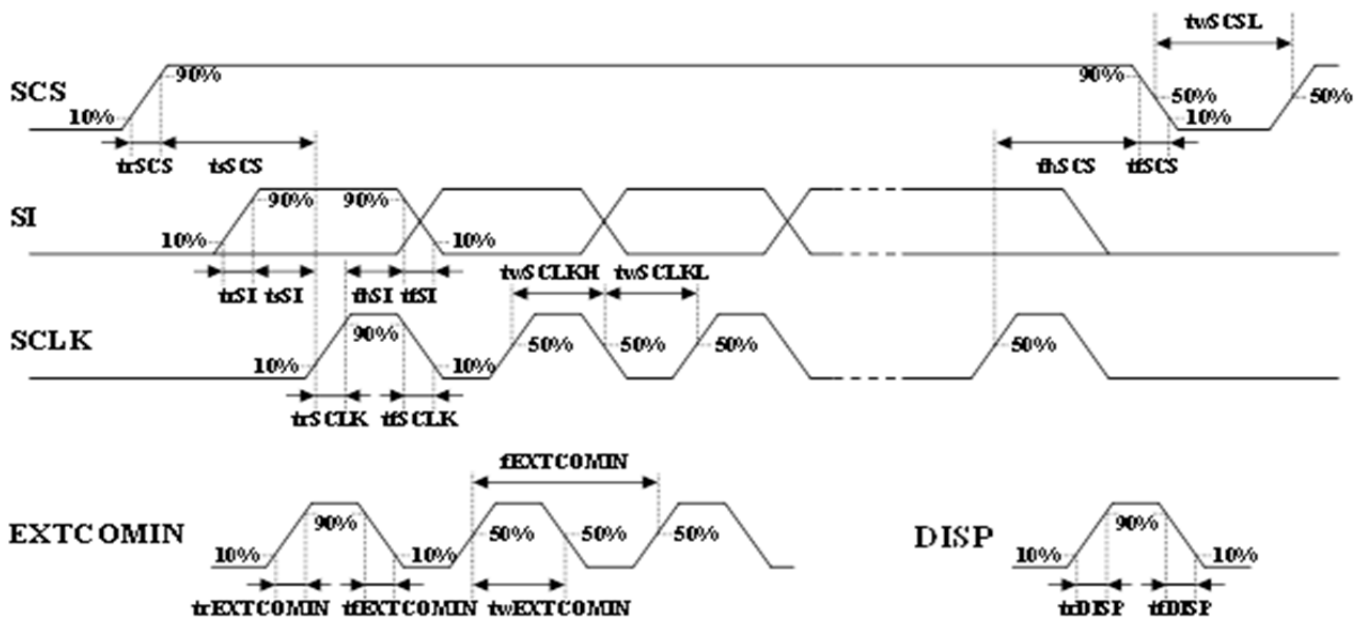 twSCSL
SCS 10% 90% 90% 50% 10% 50%
trSCS tsSCS thSCS tfSCS
SI 10% 90% 90% 10%
trSI tsSI thSI tfSI twSCLKH twSCLKL
SCLK 10% 90% 10% 50% 50% 50% 50%
trSCLK tfSCLK
fEXTCOMIN
EXTCOMIN 10% 90% 10% 50% 50% 50%
trEXTCOMIN tfEXTCOMIN twEXTCOMIN
DISP 10% 90% 10%
trDISP tfDISP